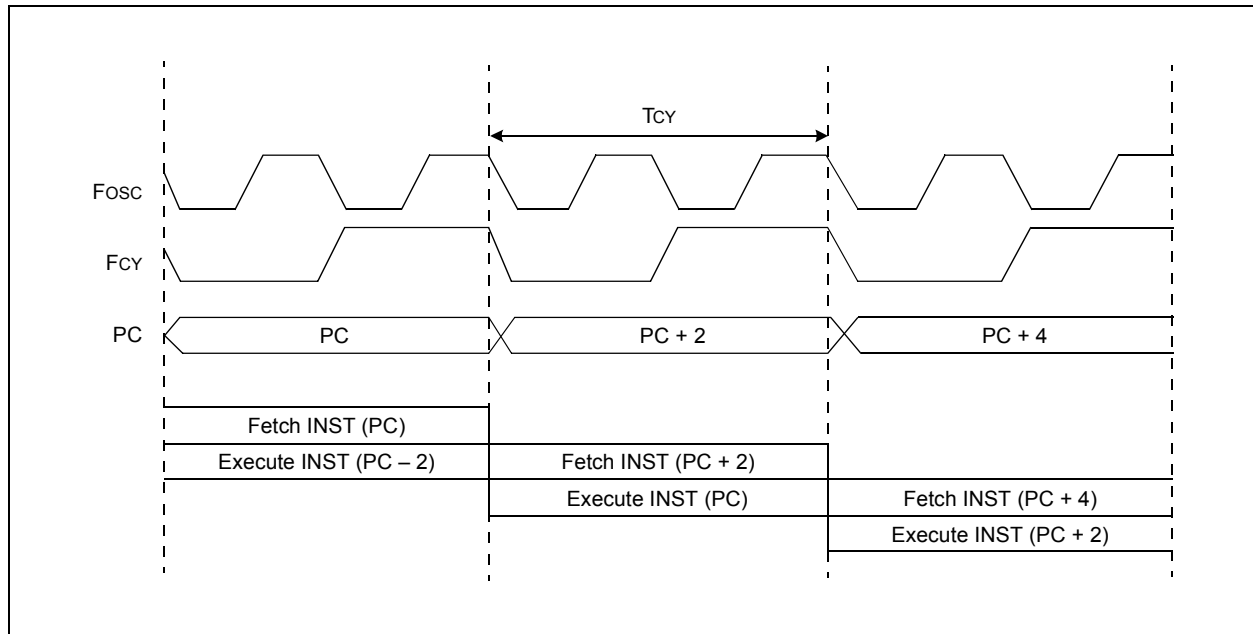 TCY
FOSC
FCY
PC PC PC + 2 PC + 4
Fetch INST (PC)
Execute INST (PC – 2) Fetch INST (PC + 2)
Execute INST (PC) Fetch INST (PC + 4)
Execute INST (PC + 2)